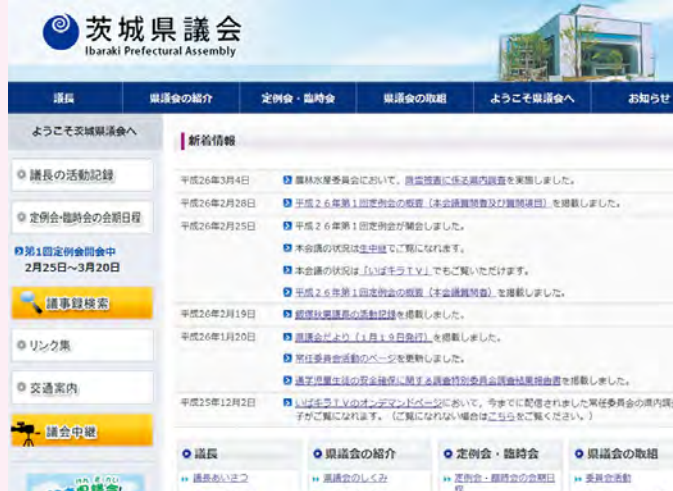 茨城県議会
Ibaraki Prefectural Assembly
議長 県議会の紹介 定例会・臨時会 県議会の取組 ようこそ県議会へ お知らせ
ようこそ茨城県議会へ
議長の活動記録
定例会・臨時会の会期日程
第1回定例会開会中
2月25日～3月20日
議事録検索
リンク集
交通案内
議会中継
新着情報
平成26年3月4日 農林水産委員会において、降雪被害に係る県内調査を実施しました。
平成26年2月28日 平成26年第1回定例会の概要(本会議質問者及び質問項目)を掲載しました。
平成26年2月25日 平成26年第1回定例会が開会しました。
本会議の状況は生中継でご覧になれます。
本会議の状況は「いばキラTV」でもご覧いただけます。
平成26年第1回定例会の概要(本会議質問者)を掲載しました。
平成26年2月19日 議長の活動記録を掲載しました。
平成26年1月20日 県議会だより(1月19日発行)を掲載しました。
常任委員会活動のページを更新しました。
通学児童生徒の安全確保に関する調査特別委員会調査結果報告書を掲載しました。
平成25年12月2日 いばキラTVのオンデマンドページにおいて、今までに配信されました常任委員会の県内調
子がご覧になれます。(ご覧になれない場合はこちらをご覧ください。)
議長 県議会の紹介 定例会・臨時会 県議会の取組
議長あいさつ 県議会のしくみ 定例会・臨時会の会期日程 委員会活動